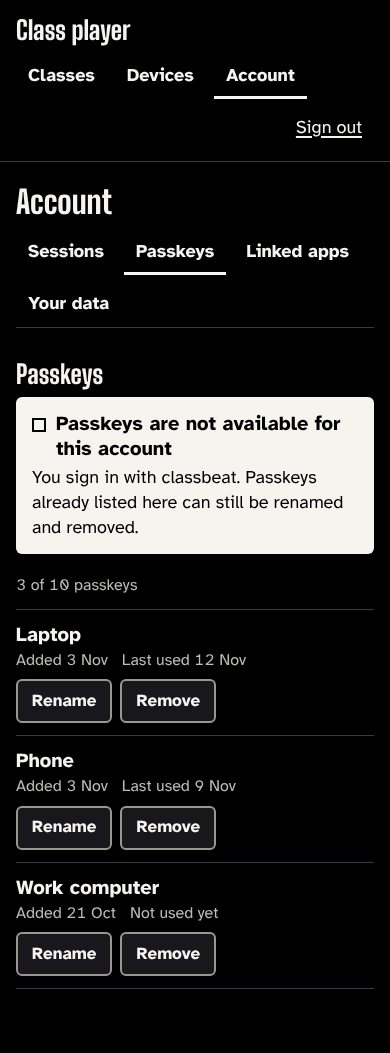 Class player
Classes Devices Account
Sign out
Account
Sessions Passkeys Linked apps
Your data
Passkeys
Passkeys are not available for
this account
You sign in with classbeat. Passkeys
already listed here can still be renamed
and removed.
3 of 10 passkeys
Laptop
Added 3 Nov Last used 12 Nov
Rename Remove
Phone
Added 3 Nov Last used 9 Nov
Rename Remove
Work computer
Added 21 Oct Not used yet
Rename Remove